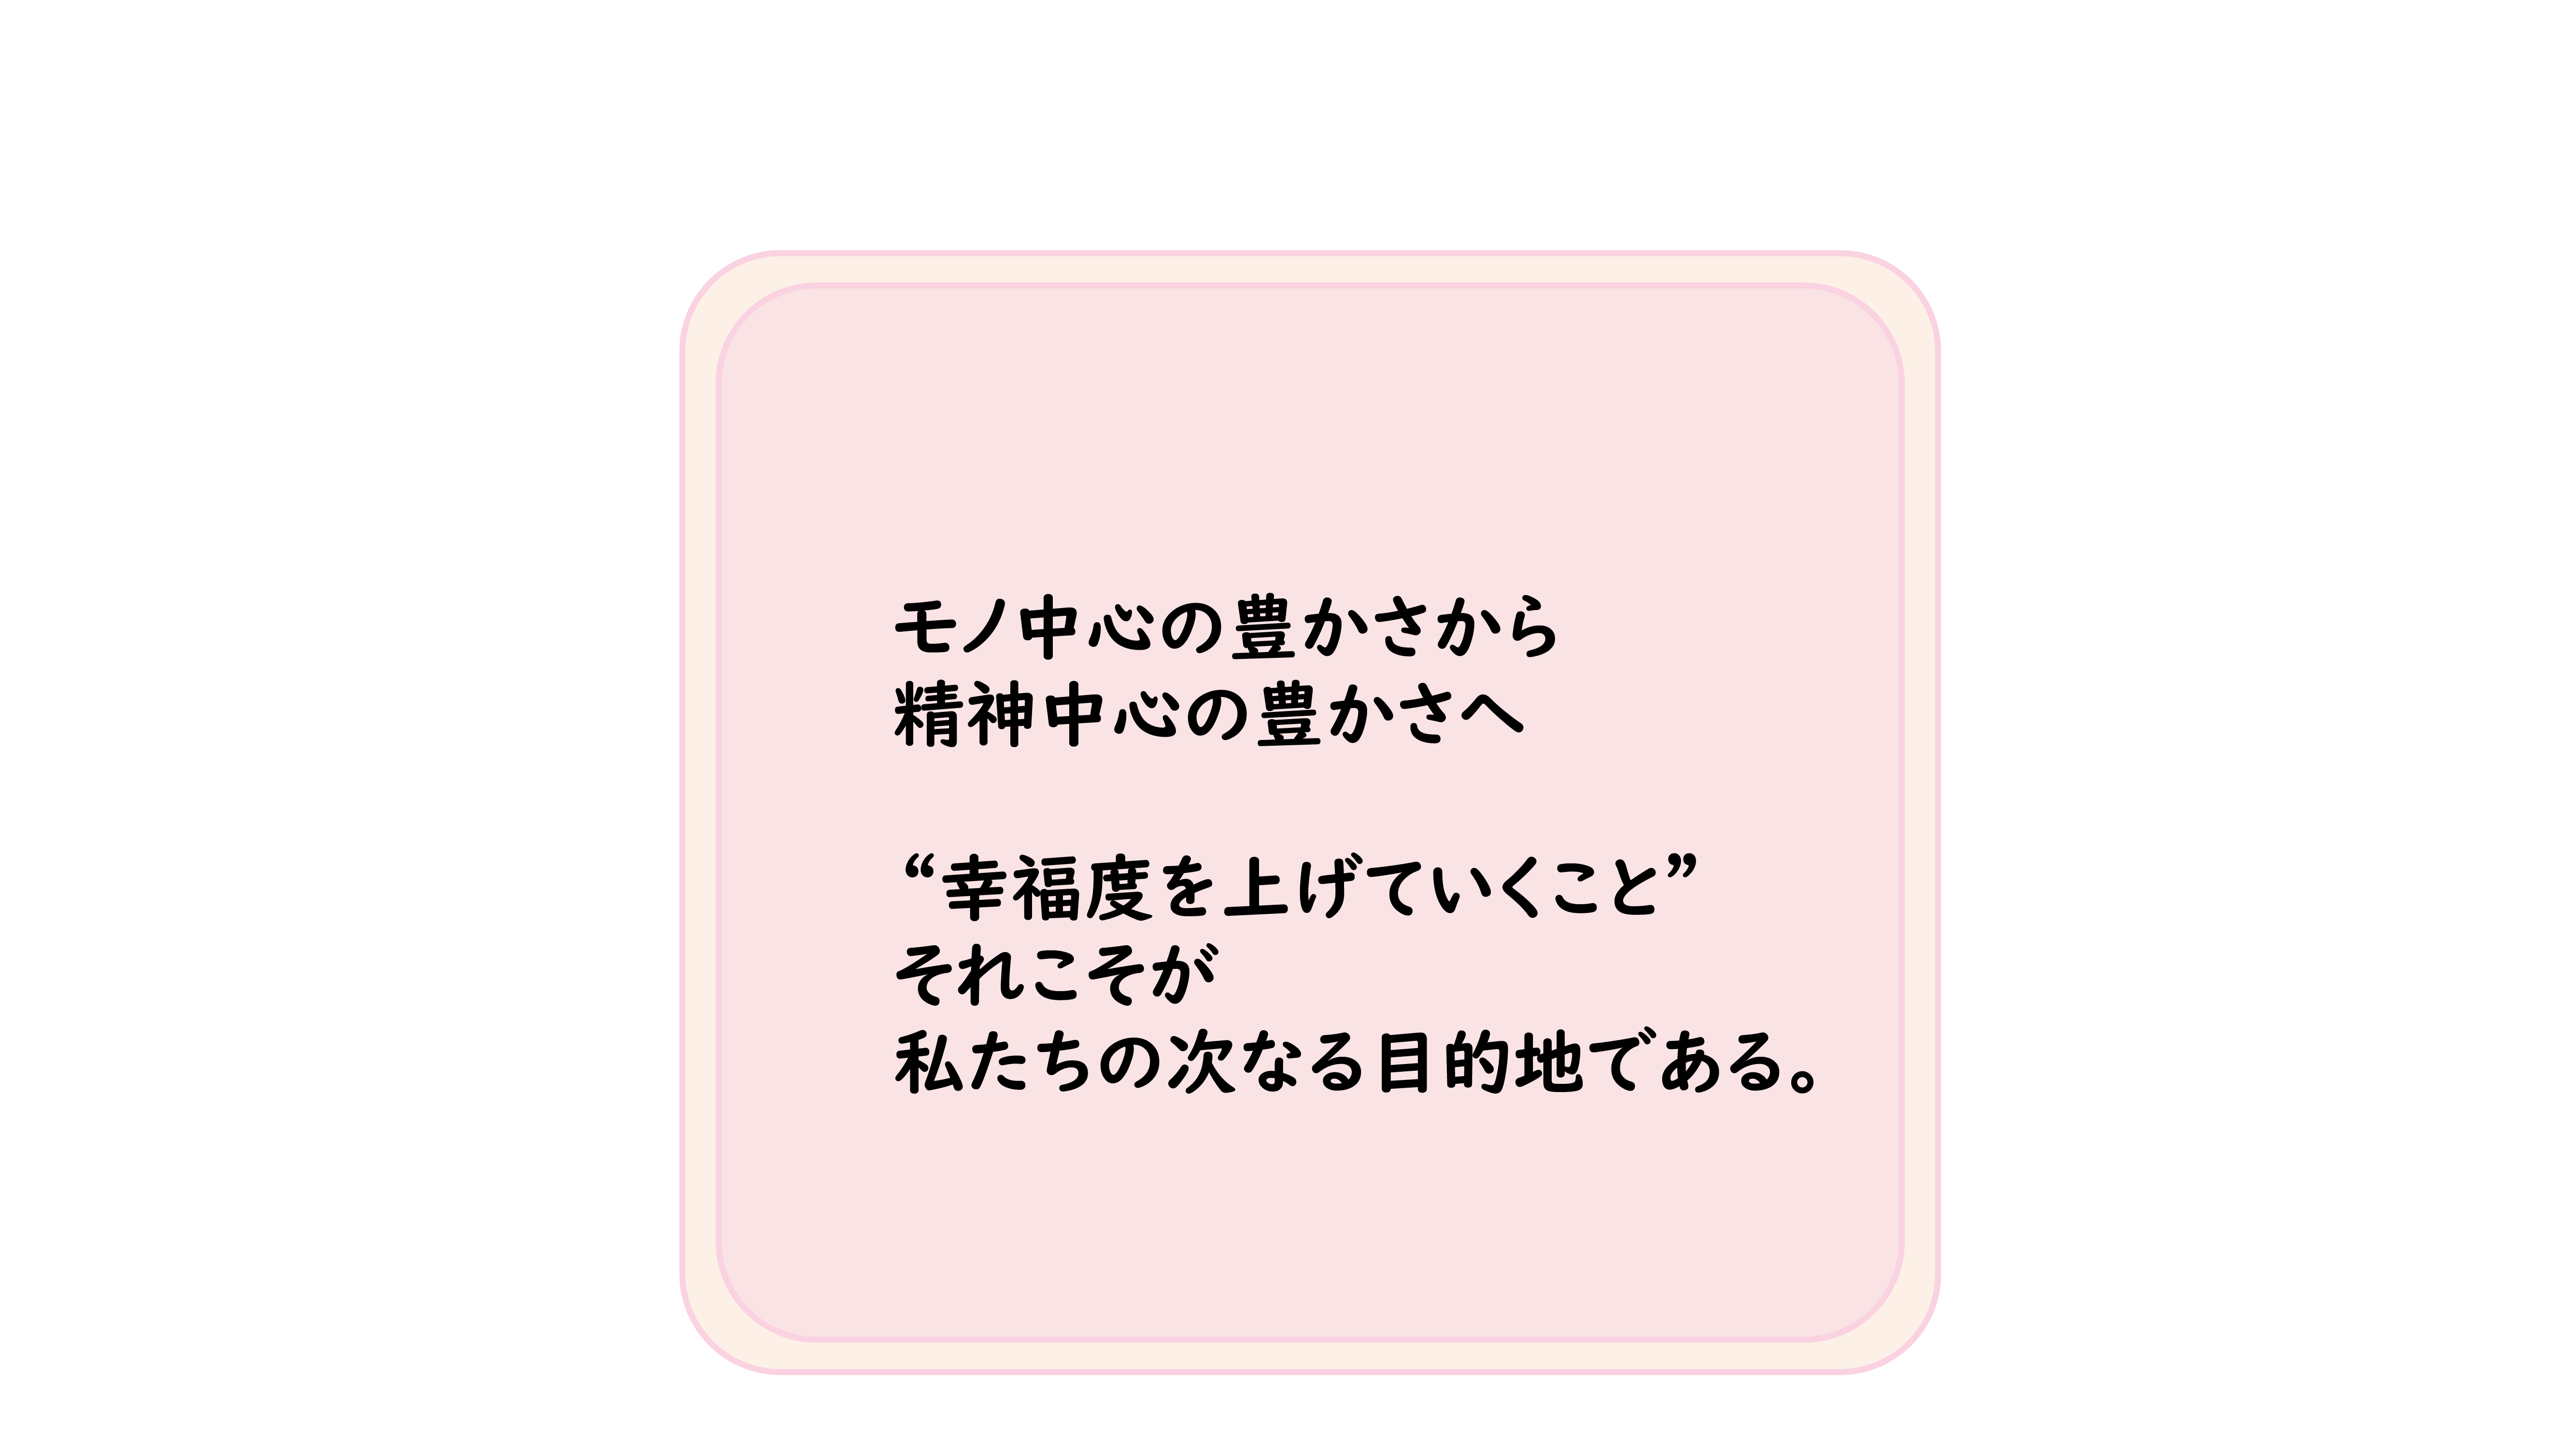 モノ中心の豊かさから
精神中心の豊かさへ
“幸福度を上げていくこと”
それこそが
私たちの次なる目的地である。